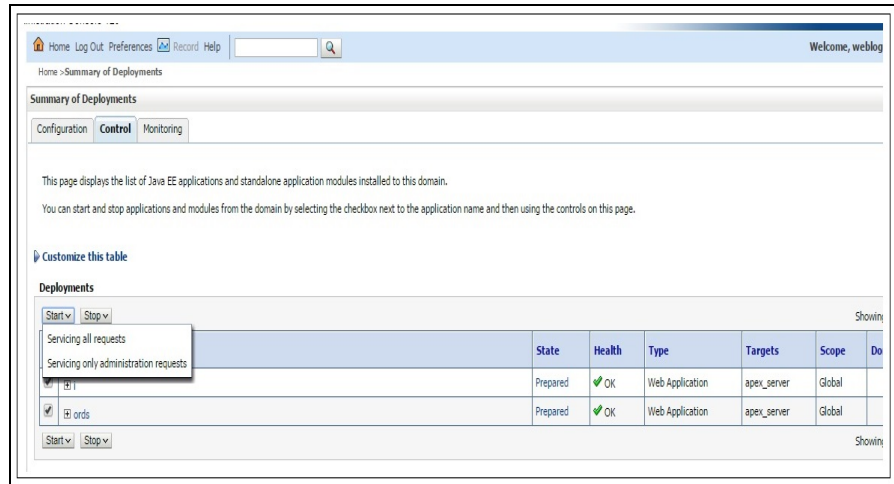 Home Log Out Preferences Record Help
Welcome, weblog
Home >Summary of Deployments
Summary of Deployments
Configuration Control Monitoring
This page displays the list of Java EE applications and standalone application modules installed to this domain.
You can start and stop applications and modules from the domain by selecting the checkbox next to the application name and then using the controls on this page.
Customize this table
Deployments
Start Stop
Showing
Servicing all requests
Servicing only administration requests
State Health Type Targets Scope Do
Prepared OK Web Application apex_server Global
ords Prepared OK Web Application apex_server Global
Start Stop
Showing